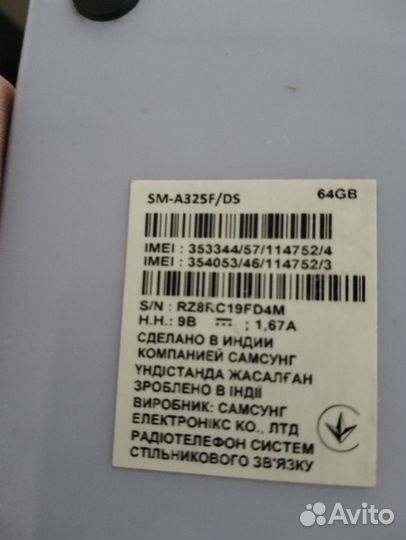 SM-A325F/DS 64GB
IMEI : 353344/57/114752/4
IMEI : 354053/46/114752/3
S/N : RZ8RC19FD4M
H.H.: 9В ⎓ ; 1,67A
СДЕЛАНО В ИНДИИ
КОМПАНИЕЙ САМСУНГ
ҮНДІСТАНДА ЖАСАЛҒАН
ЗРОБЛЕНО В ІНДІЇ
ВИРОБНИК: САМСУНГ
ЕЛЕКТРОНІКС КО., ЛТД
РАДІОТЕЛЕФОН СИСТЕМ
СТІЛЬНИКОВОГО ЗВ'ЯЗКУ
Avito